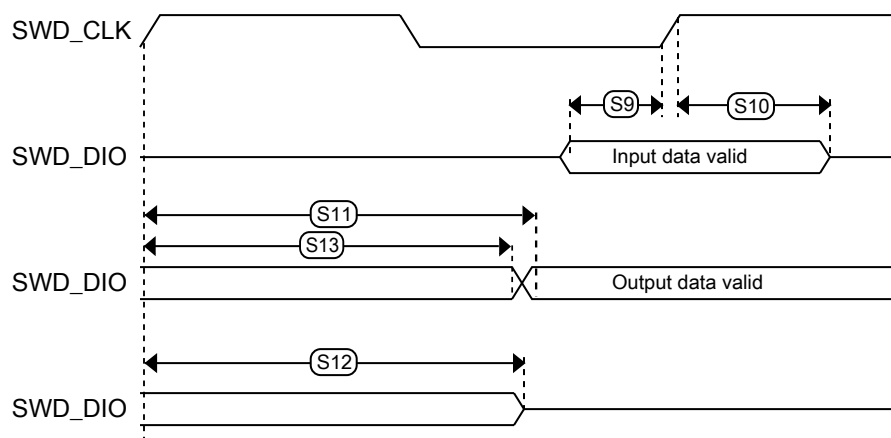 SWD_CLK
S9
S10
SWD_DIO
Input data valid
S11
S13
SWD_DIO
Output data valid
S12
SWD_DIO